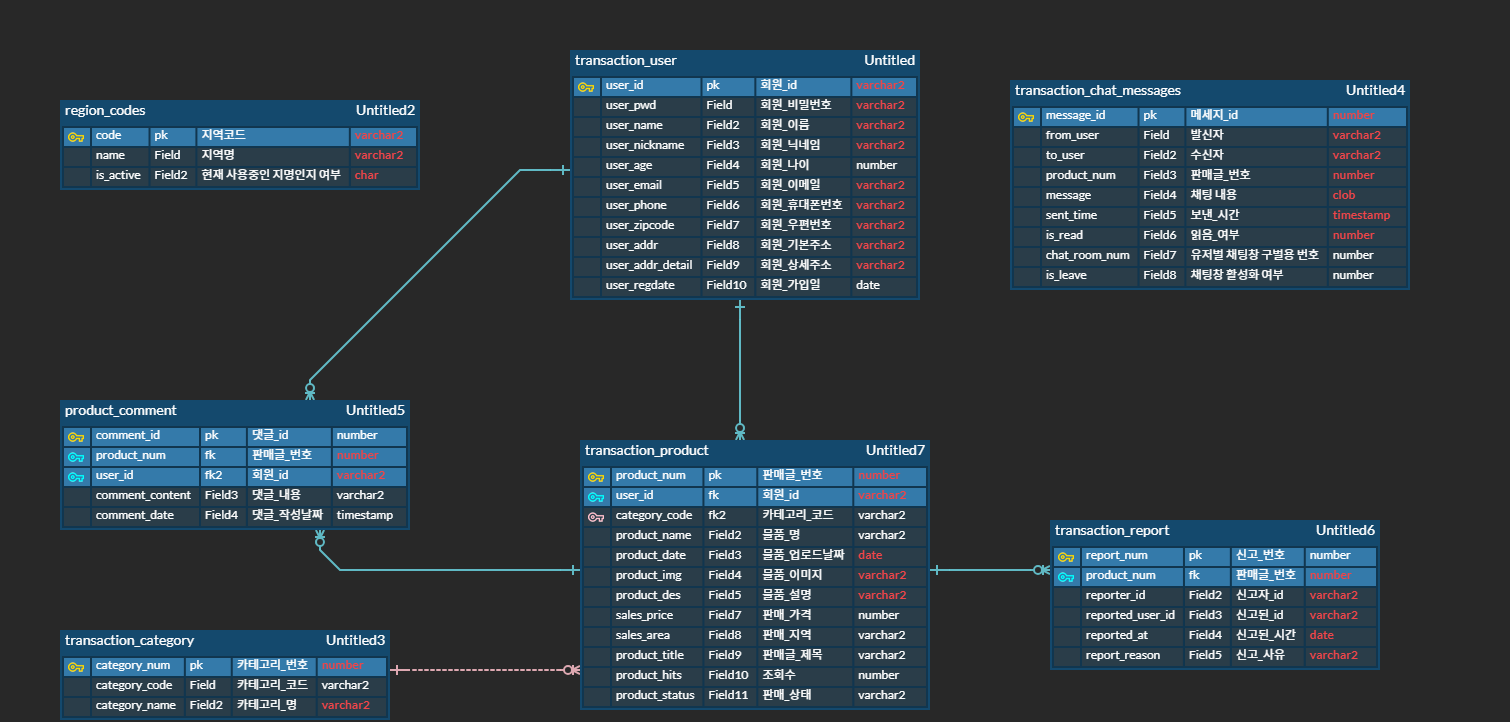 transaction_user Untitled
user_id pk 회원_id varchar2
user_pwd Field 회원_비밀번호 varchar2
user_name Field2 회원_이름 varchar2
user_nickname Field3 회원_닉네임 varchar2
user_age Field4 회원_나이 number
user_email Field5 회원_이메일 varchar2
user_phone Field6 회원_휴대폰번호 varchar2
user_zipcode Field7 회원_우편번호 varchar2
user_addr Field8 회원_기본주소 varchar2
user_addr_detail Field9 회원_상세주소 varchar2
user_regdate Field10 회원_가입일 date
region_codes Untitled2
code pk 지역코드 varchar2
name Field 지역명 varchar2
is_active Field2 현재 사용중인 지명인지 여부 char
transaction_chat_messages Untitled4
message_id pk 메세지_id number
from_user Field 발신자 varchar2
to_user Field2 수신자 varchar2
product_num Field3 판매글_번호 number
message Field4 채팅 내용 clob
sent_time Field5 보낸_시간 timestamp
is_read Field6 읽음_여부 number
chat_room_num Field7 유저별 채팅창 구별용 번호 number
is_leave Field8 채팅창 활성화 여부 number
product_comment Untitled5
comment_id pk 댓글_id number
product_num fk 판매글_번호 number
user_id fk2 회원_id varchar2
comment_content Field3 댓글_내용 varchar2
comment_date Field4 댓글_작성날짜 timestamp
transaction_product Untitled7
product_num pk 판매글_번호 number
user_id fk 회원_id varchar2
category_code fk2 카테고리_코드 varchar2
product_name Field2 물품_명 varchar2
product_date Field3 물품_업로드날짜 date
product_img Field4 물품_이미지 varchar2
product_des Field5 물품_설명 varchar2
sales_price Field7 판매_가격 number
sales_area Field8 판매_지역 varchar2
product_title Field9 판매글_제목 varchar2
product_hits Field10 조회수 number
product_status Field11 판매_상태 varchar2
transaction_report Untitled6
report_num pk 신고_번호 number
product_num fk 판매글_번호 number
reporter_id Field2 신고자_id varchar2
reported_user_id Field3 신고된_id varchar2
reported_at Field4 신고된_시간 date
report_reason Field5 신고_사유 varchar2
transaction_category Untitled3
category_num pk 카테고리_번호 number
category_code Field 카테고리_코드 varchar2
category_name Field2 카테고리_명 varchar2